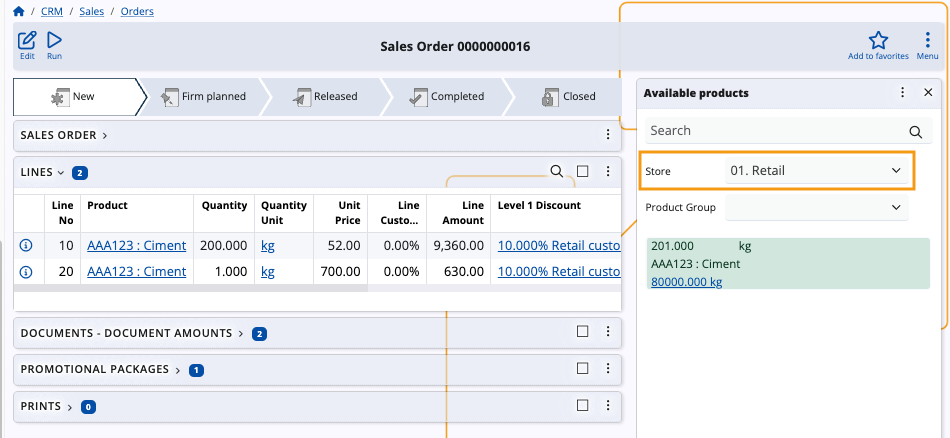 / CRM / Sales / Orders
Edit
Run
Sales Order 0000000016
Add to favorites
Menu
New
Firm planned
Released
Completed
Closed
SALES ORDER
LINES 2
Line No Product Quantity Quantity Unit Unit Price Line Custo... Line Amount Level 1 Discount
10 AAA123 : Ciment 200.000 kg 52.00 0.00% 9,360.00 10.000% Retail custo
20 AAA123 : Ciment 1.000 kg 700.00 0.00% 630.00 10.000% Retail custo
DOCUMENTS - DOCUMENT AMOUNTS 2
PROMOTIONAL PACKAGES 1
PRINTS 0
Available products
Search
Store 01. Retail
Product Group
201.000 kg
AAA123 : Ciment
80000.000 kg